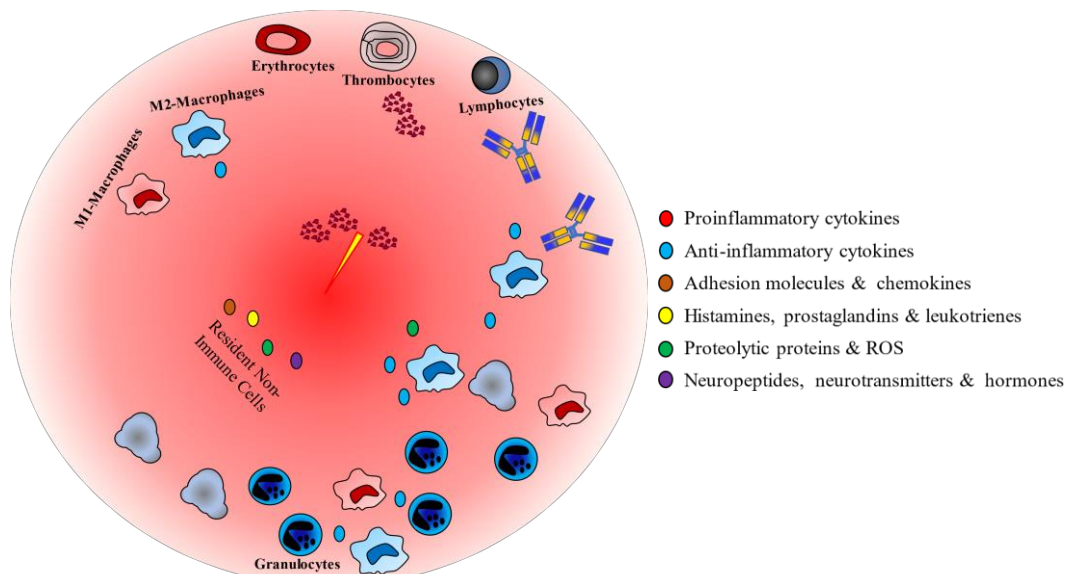 Erythrocytes
Thrombocytes
Lymphocytes
M2-Macrophages
M1-Macrophages
Resident Non-
Immune Cells
Granulocytes
Proinflammatory cytokines
Anti-inflammatory cytokines
Adhesion molecules & chemokines
Histamines, prostaglandins & leukotrienes
Proteolytic proteins & ROS
Neuropeptides, neurotransmitters & hormones